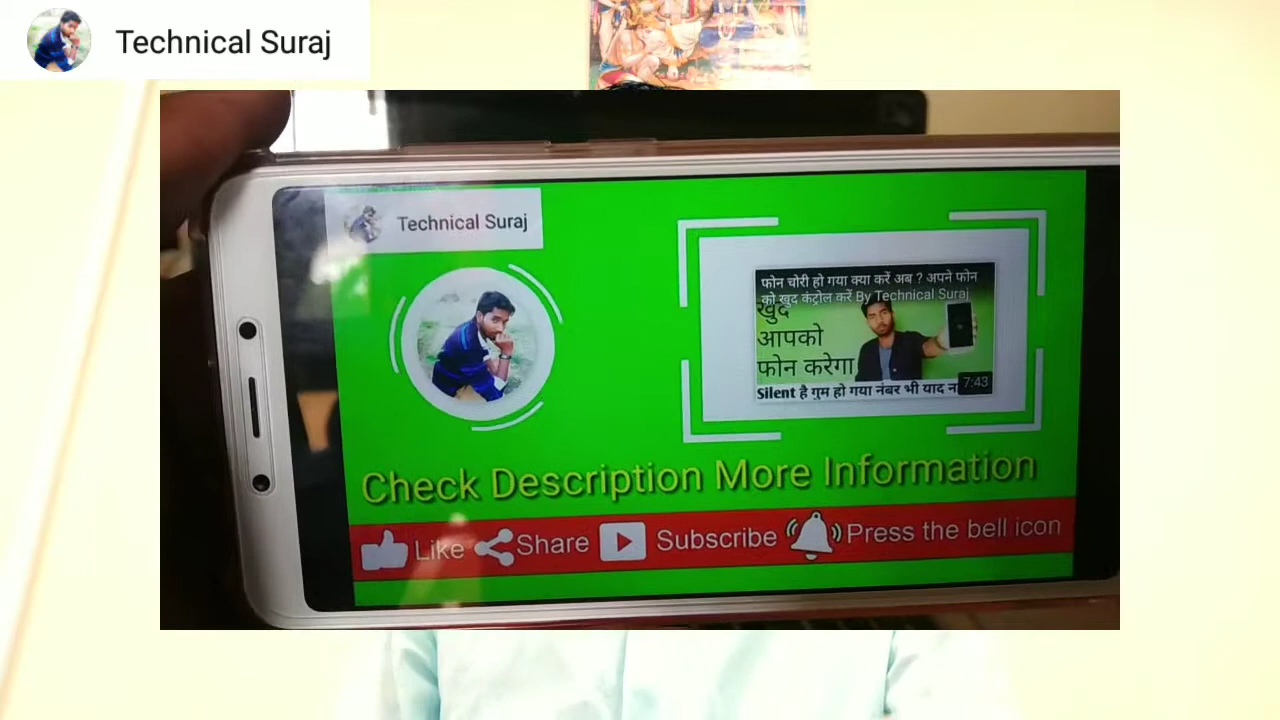 Technical Suraj
Technical Suraj
फोन चोरी हो गया क्या करें अब ? अपने फोन
को खुद कंट्रोल करें By Technical Suraj
खुद
आपको
फोन करेगा
Silent है गुम हो गया नंबर भी याद न
7:43
Check Description More Information
Like Share Subscribe Press the bell icon